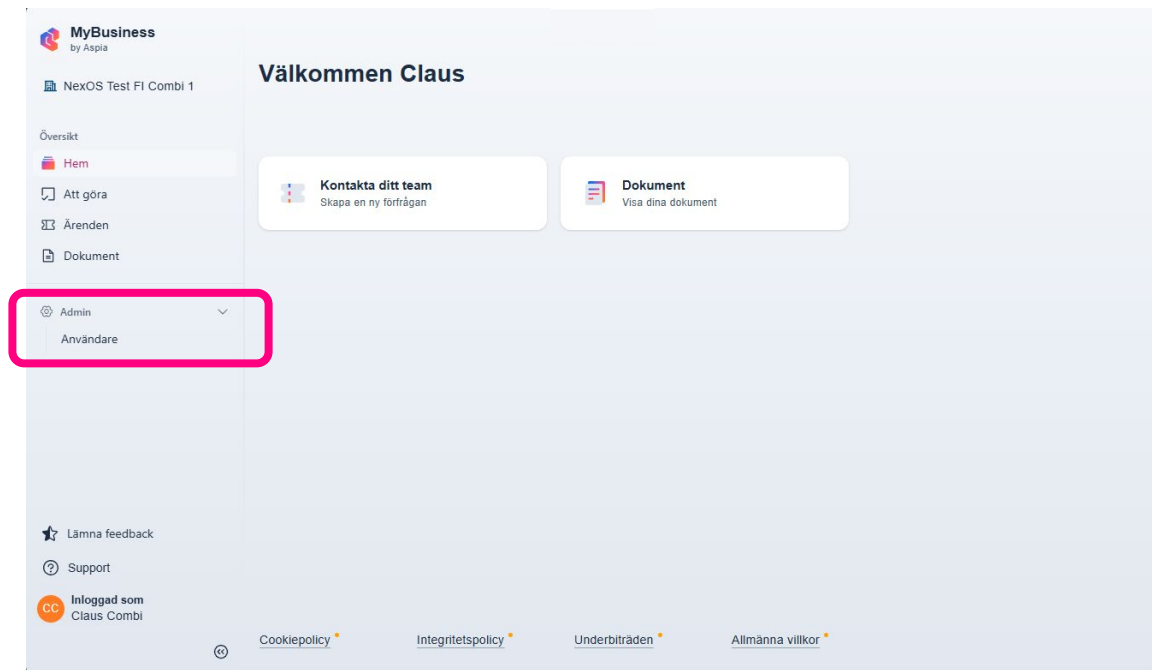 MyBusiness
by Aspia
NexOS Test FI Combi 1
Översikt
Hem
Att göra
Ärenden
Dokument
Admin
Användare
Lämna feedback
Support
CC
Inloggad som
Claus Combi
Välkommen Claus
Kontakta ditt team
Skapa en ny förfrågan
Dokument
Visa dina dokument
Cookiepolicy
Integritetspolicy
Underbiträden
Allmänna villkor